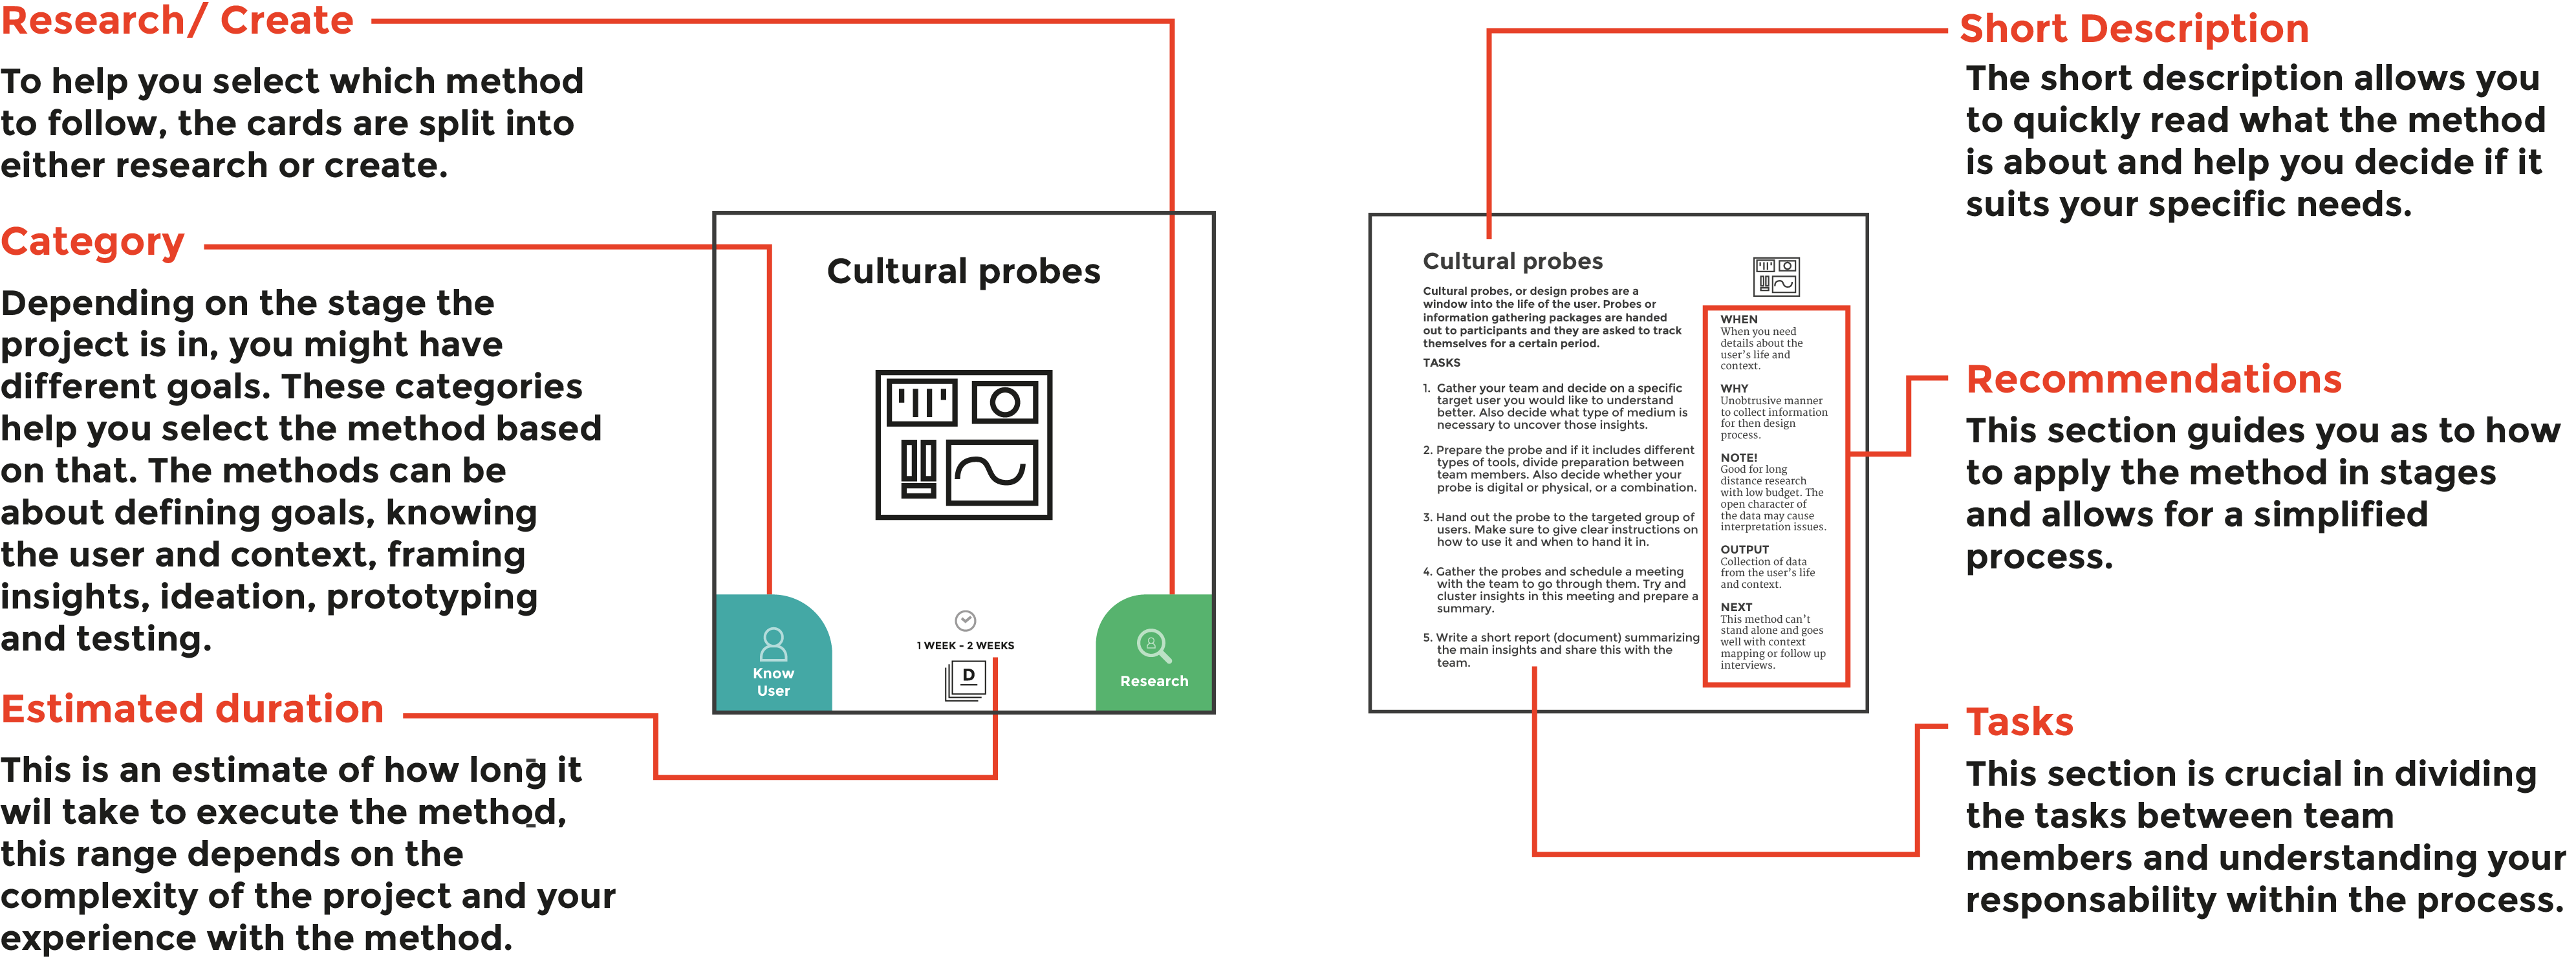 Research/ Create
To help you select which method
to follow, the cards are split into
either research or create.
Category
Depending on the stage the
project is in, you might have
different goals. These categories
help you select the method based
on that. The methods can be
about defining goals, knowing
the user and context, framing
insights, ideation, prototyping
and testing.
Estimated duration
This is an estimate of how long it
wil take to execute the method,
this range depends on the
complexity of the project and your
experience with the method.
Cultural probes
1 WEEK - 2 WEEKS
D
Know
User
Research
Cultural probes
Cultural probes, or design probes are a
window into the life of the user. Probes or
information gathering packages are handed
out to participants and they are asked to track
themselves for a certain period.
TASKS
1. Gather your team and decide on a specific
target user you would like to understand
better. Also decide what type of medium is
necessary to uncover those insights.
2. Prepare the probe and if it includes different
types of tools, divide preparation between
team members. Also decide whether your
probe is digital or physical, or a combination.
3. Hand out the probe to the targeted group of
users. Make sure to give clear instructions on
how to use it and when to hand it in.
4. Gather the probes and schedule a meeting
with the team to go through them. Try and
cluster insights in this meeting and prepare a
summary.
5. Write a short report (document) summarizing
the main insights and share this with the
team.
WHEN
When you need
details about the
user's life and
context.
WHY
Unobtrusive manner
to collect information
for then design
process.
NOTE!
Good for long
distance research
with low budget. The
open character of
the data may cause
interpretation issues.
OUTPUT
Collection of data
from the user's life
and context.
NEXT
This method can't
stand alone and goes
well with context
mapping or follow up
interviews.
Short Description
The short description allows you
to quickly read what the method
is about and help you decide if it
suits your specific needs.
Recommendations
This section guides you as to how
to apply the method in stages
and allows for a simplified
process.
Tasks
This section is crucial in dividing
the tasks between team
members and understanding your
responsability within the process.